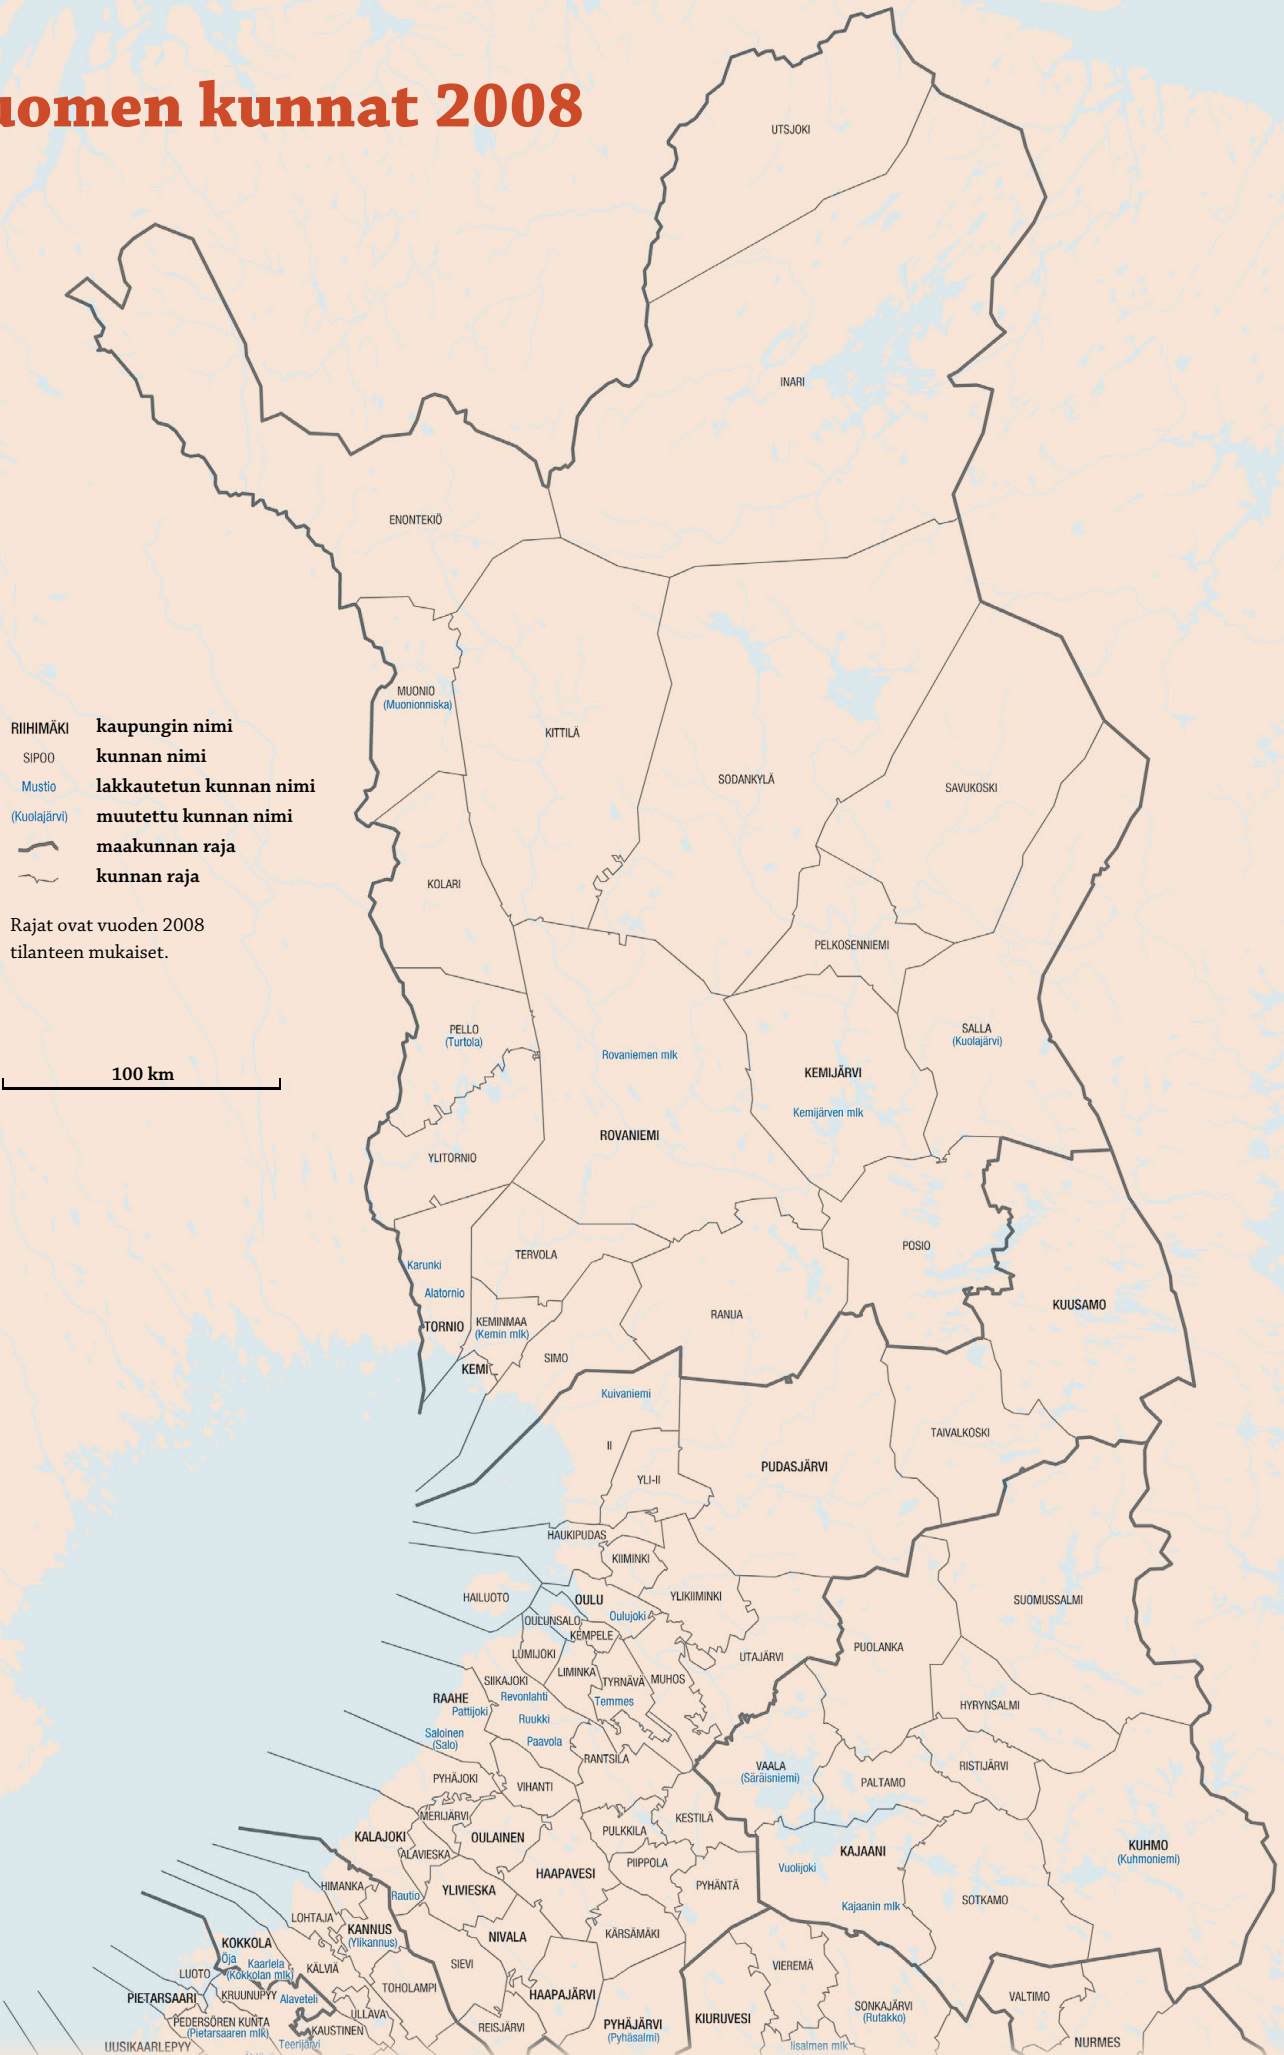 uomen kunnat 2008
UTSJOKI
INARI
ENONTEKIÖ
MUONIO
(Muonionniska)
KITTILÄ
SODANKYLÄ
SAVUKOSKI
RIIHIMÄKI kaupungin nimi
SIPOO kunnan nimi
Mustio lakkautetun kunnan nimi
(Kuolajärvi) muutettu kunnan nimi
maakunnan raja
kunnan raja
Rajat ovat vuoden 2008
tilanteen mukaiset.
100 km
KOLARI
PELKOSENNIEMI
PELLO
(Turtola)
Rovaniemen mlk
SALLA
(Kuolajärvi)
KEMIJÄRVI
Kemijärven mlk
ROVANIEMI
YLITORNIO
POSIO
TERVOLA
Karunki
Alatornio
KUUSAMO
RANUA
TORNIO
KEMINMAA
(Kemin mlk)
SIMO
KEMI
Kuivaniemi
TAIVALKOSKI
II
PUDASJÄRVI
YLI-II
HAUKIPUDAS
KIIMINKI
HAILUOTO
OULU
YLIKIIMINKI
SUOMUSSALMI
Oulujoki
OULUNSALO
KEMPELE
PUOLANKA
LUMIJOKI
UTAJÄRVI
LIMINKA
SIIKAJOKI
TYRNÄVÄ
MUHOS
RAAHE
Revonlahti
Temmes
HYRYNSALMI
Pattijoki
Ruukki
Saloinen
(Salo)
Paavola
RANTSILA
VAALA
(Säräisniemi)
RISTIJÄRVI
PYHÄJOKI
VIHANTI
PALTAMO
MERIJÄRVI
KESTILÄ
KALAJOKI
OULAINEN
PULKKILA
KUHMO
(Kuhmoniemi)
ALAVIESKA
KAJAANI
PIIPPOLA
Vuolijoki
HAAPAVESI
HIMANKA
Rautio
YLIVIESKA
PYHÄNTÄ
SOTKAMO
Kajaanin mlk
LOHTAJA
KANNUS
(Ylikannus)
NIVALA
KÄRSÄMÄKI
KOKKOLA
Öja
Kaarlela
(Kokkolan mlk)
KÄLVIÄ
SIEVI
VIEREMÄ
LUOTO
TOHOLAMPI
HAAPAJÄRVI
PIETARSAARI
KRUUNUPYY
Alaveteli
VALTIMO
SONKAJÄRVI
(Rutakko)
ULLAVA
PEDERSÖREN KUNTA
(Pietarsaaren mlk)
KAUSTINEN
REISJÄRVI
PYHÄJÄRVI
(Pyhäsalmi)
KIURUVESI
Teerijärvi
Iisalmen mlk
NURMES
UUSIKAARLEPYY